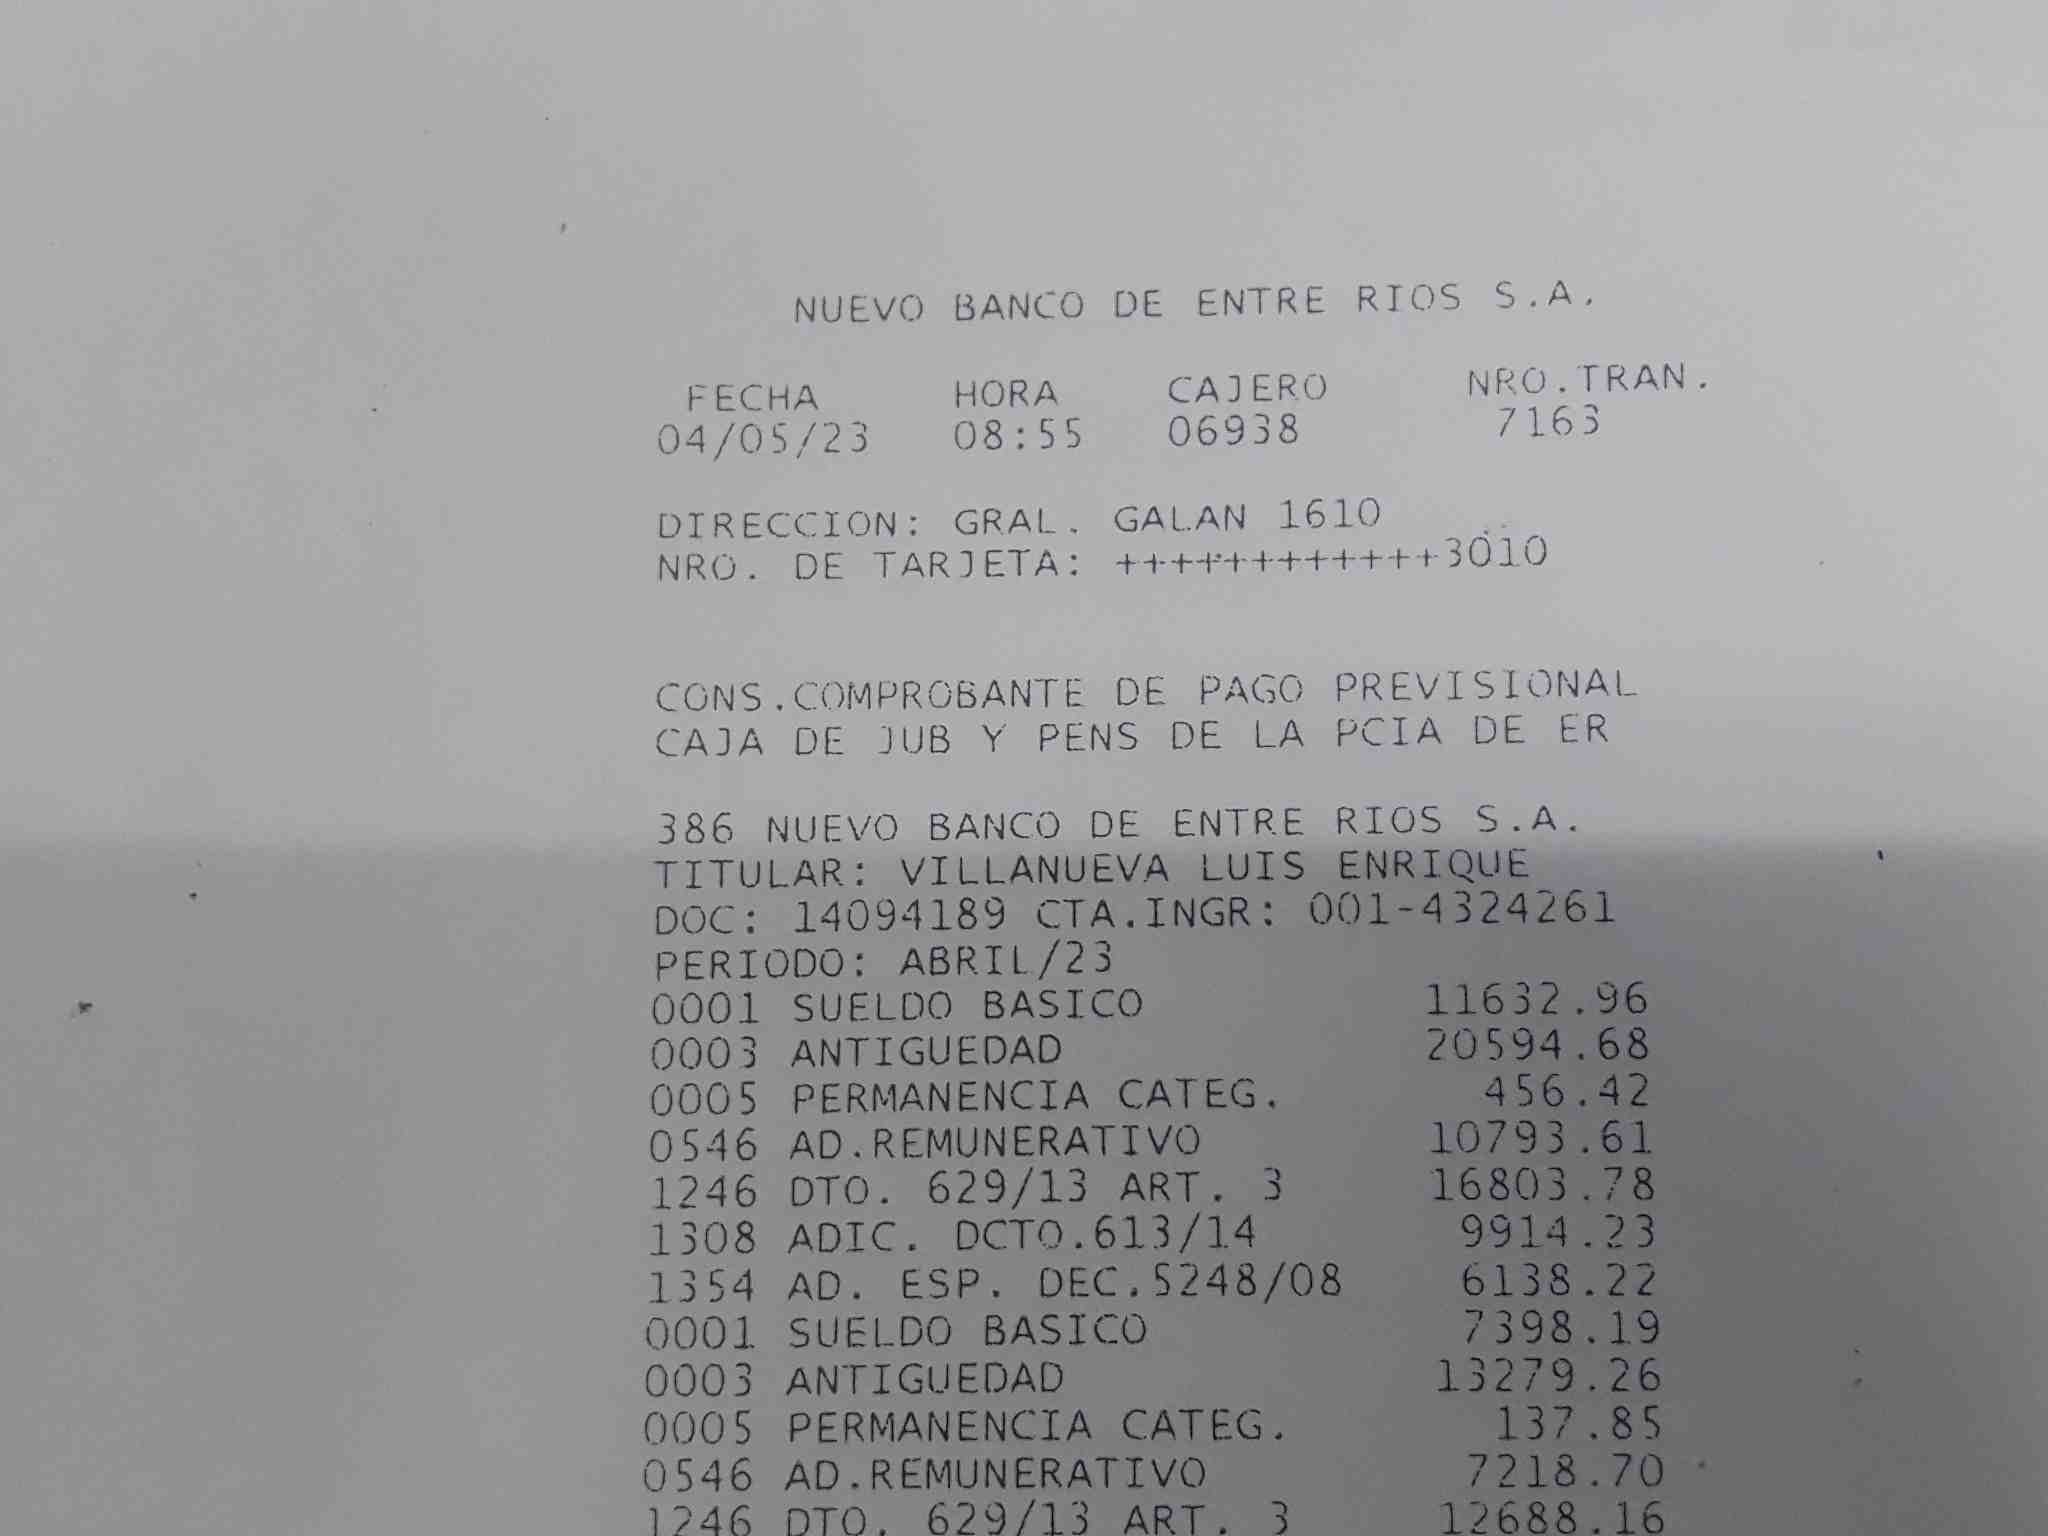 NUEVO BANCO DE ENTRE RIOS S.A.
FECHA HORA CAJERO NRO.TRAN.
04/05/23 08:55 06938 7163
DIRECCION: GRAL. GALAN 1610
NRO. DE TARJETA: ++++++++++++3010
CONS.COMPROBANTE DE PAGO PREVISIONAL
CAJA DE JUB Y PENS DE LA PCIA DE ER
386 NUEVO BANCO DE ENTRE RIOS S.A.
TITULAR: VILLANUEVA LUIS ENRIQUE
DOC: 14094189 CTA.INGR: 001-4324261
PERIODO: ABRIL/23
0001 SUELDO BASICO 11632.96
0003 ANTIGUEDAD 20594.68
0005 PERMANENCIA CATEG. 456.42
0546 AD.REMUNERATIVO 10793.61
1246 DTO. 629/13 ART. 3 16803.78
1308 ADIC. DCTO.613/14 9914.23
1354 AD. ESP. DEC.5248/08 6138.22
0001 SUELDO BASICO 7398.19
0003 ANTIGUEDAD 13279.26
0005 PERMANENCIA CATEG. 137.85
0546 AD.REMUNERATIVO 7218.70
1246 DTO. 629/13 ART. 3 12688.16